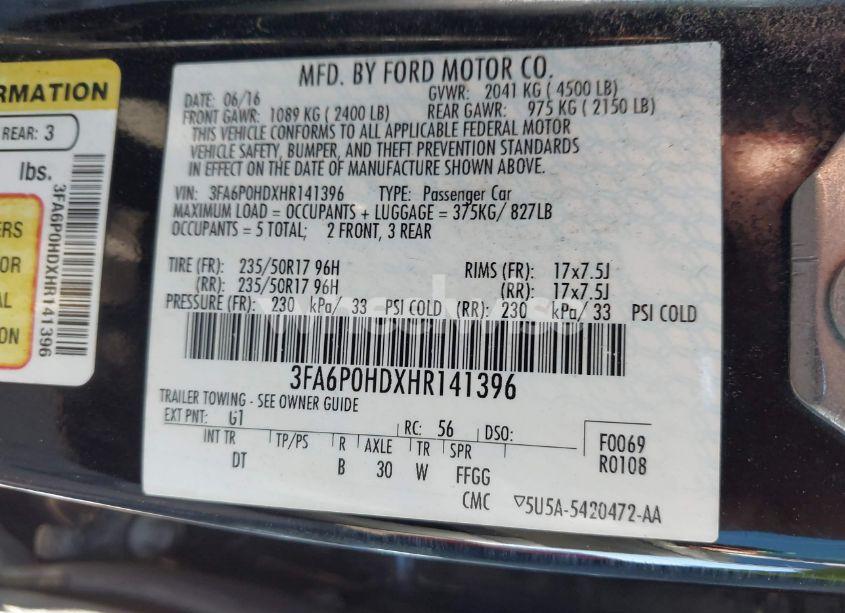 RMATION
REAR: 3
lbs.
3FA6P0HDXHR141396
ERS
OR
AL
TION
MFD. BY FORD MOTOR CO.
DATE: 06/16 GVWR: 2041 KG ( 4500 LB)
FRONT GAWR: 1089 KG ( 2400 LB) REAR GAWR: 975 KG ( 2150 LB)
THIS VEHICLE CONFORMS TO ALL APPLICABLE FEDERAL MOTOR
VEHICLE SAFETY, BUMPER, AND THEFT PREVENTION STANDARDS
IN EFFECT ON THE DATE OF MANUFACTURE SHOWN ABOVE.
VIN: 3FA6P0HDXHR141396 TYPE: Passenger Car
MAXIMUM LOAD = OCCUPANTS + LUGGAGE = 375KG/ 827LB
OCCUPANTS = 5 TOTAL; 2 FRONT, 3 REAR
TIRE (FR): 235/50R17 96H RIMS (FR): 17x7.5J
(RR): 235/50R17 96H (RR): 17x7.5J
PRESSURE (FR): 230 kPa/ 33 PSI COLD (RR): 230 kPa/ 33 PSI COLD
3FA6P0HDXHR141396
TRAILER TOWING - SEE OWNER GUIDE
EXT PNT: G1 RC: 56 DSO: F0069
INT TR TP/PS R AXLE TR SPR R0108
DT B 30 W FFGG
CMC ▽5U5A-5420472-AA